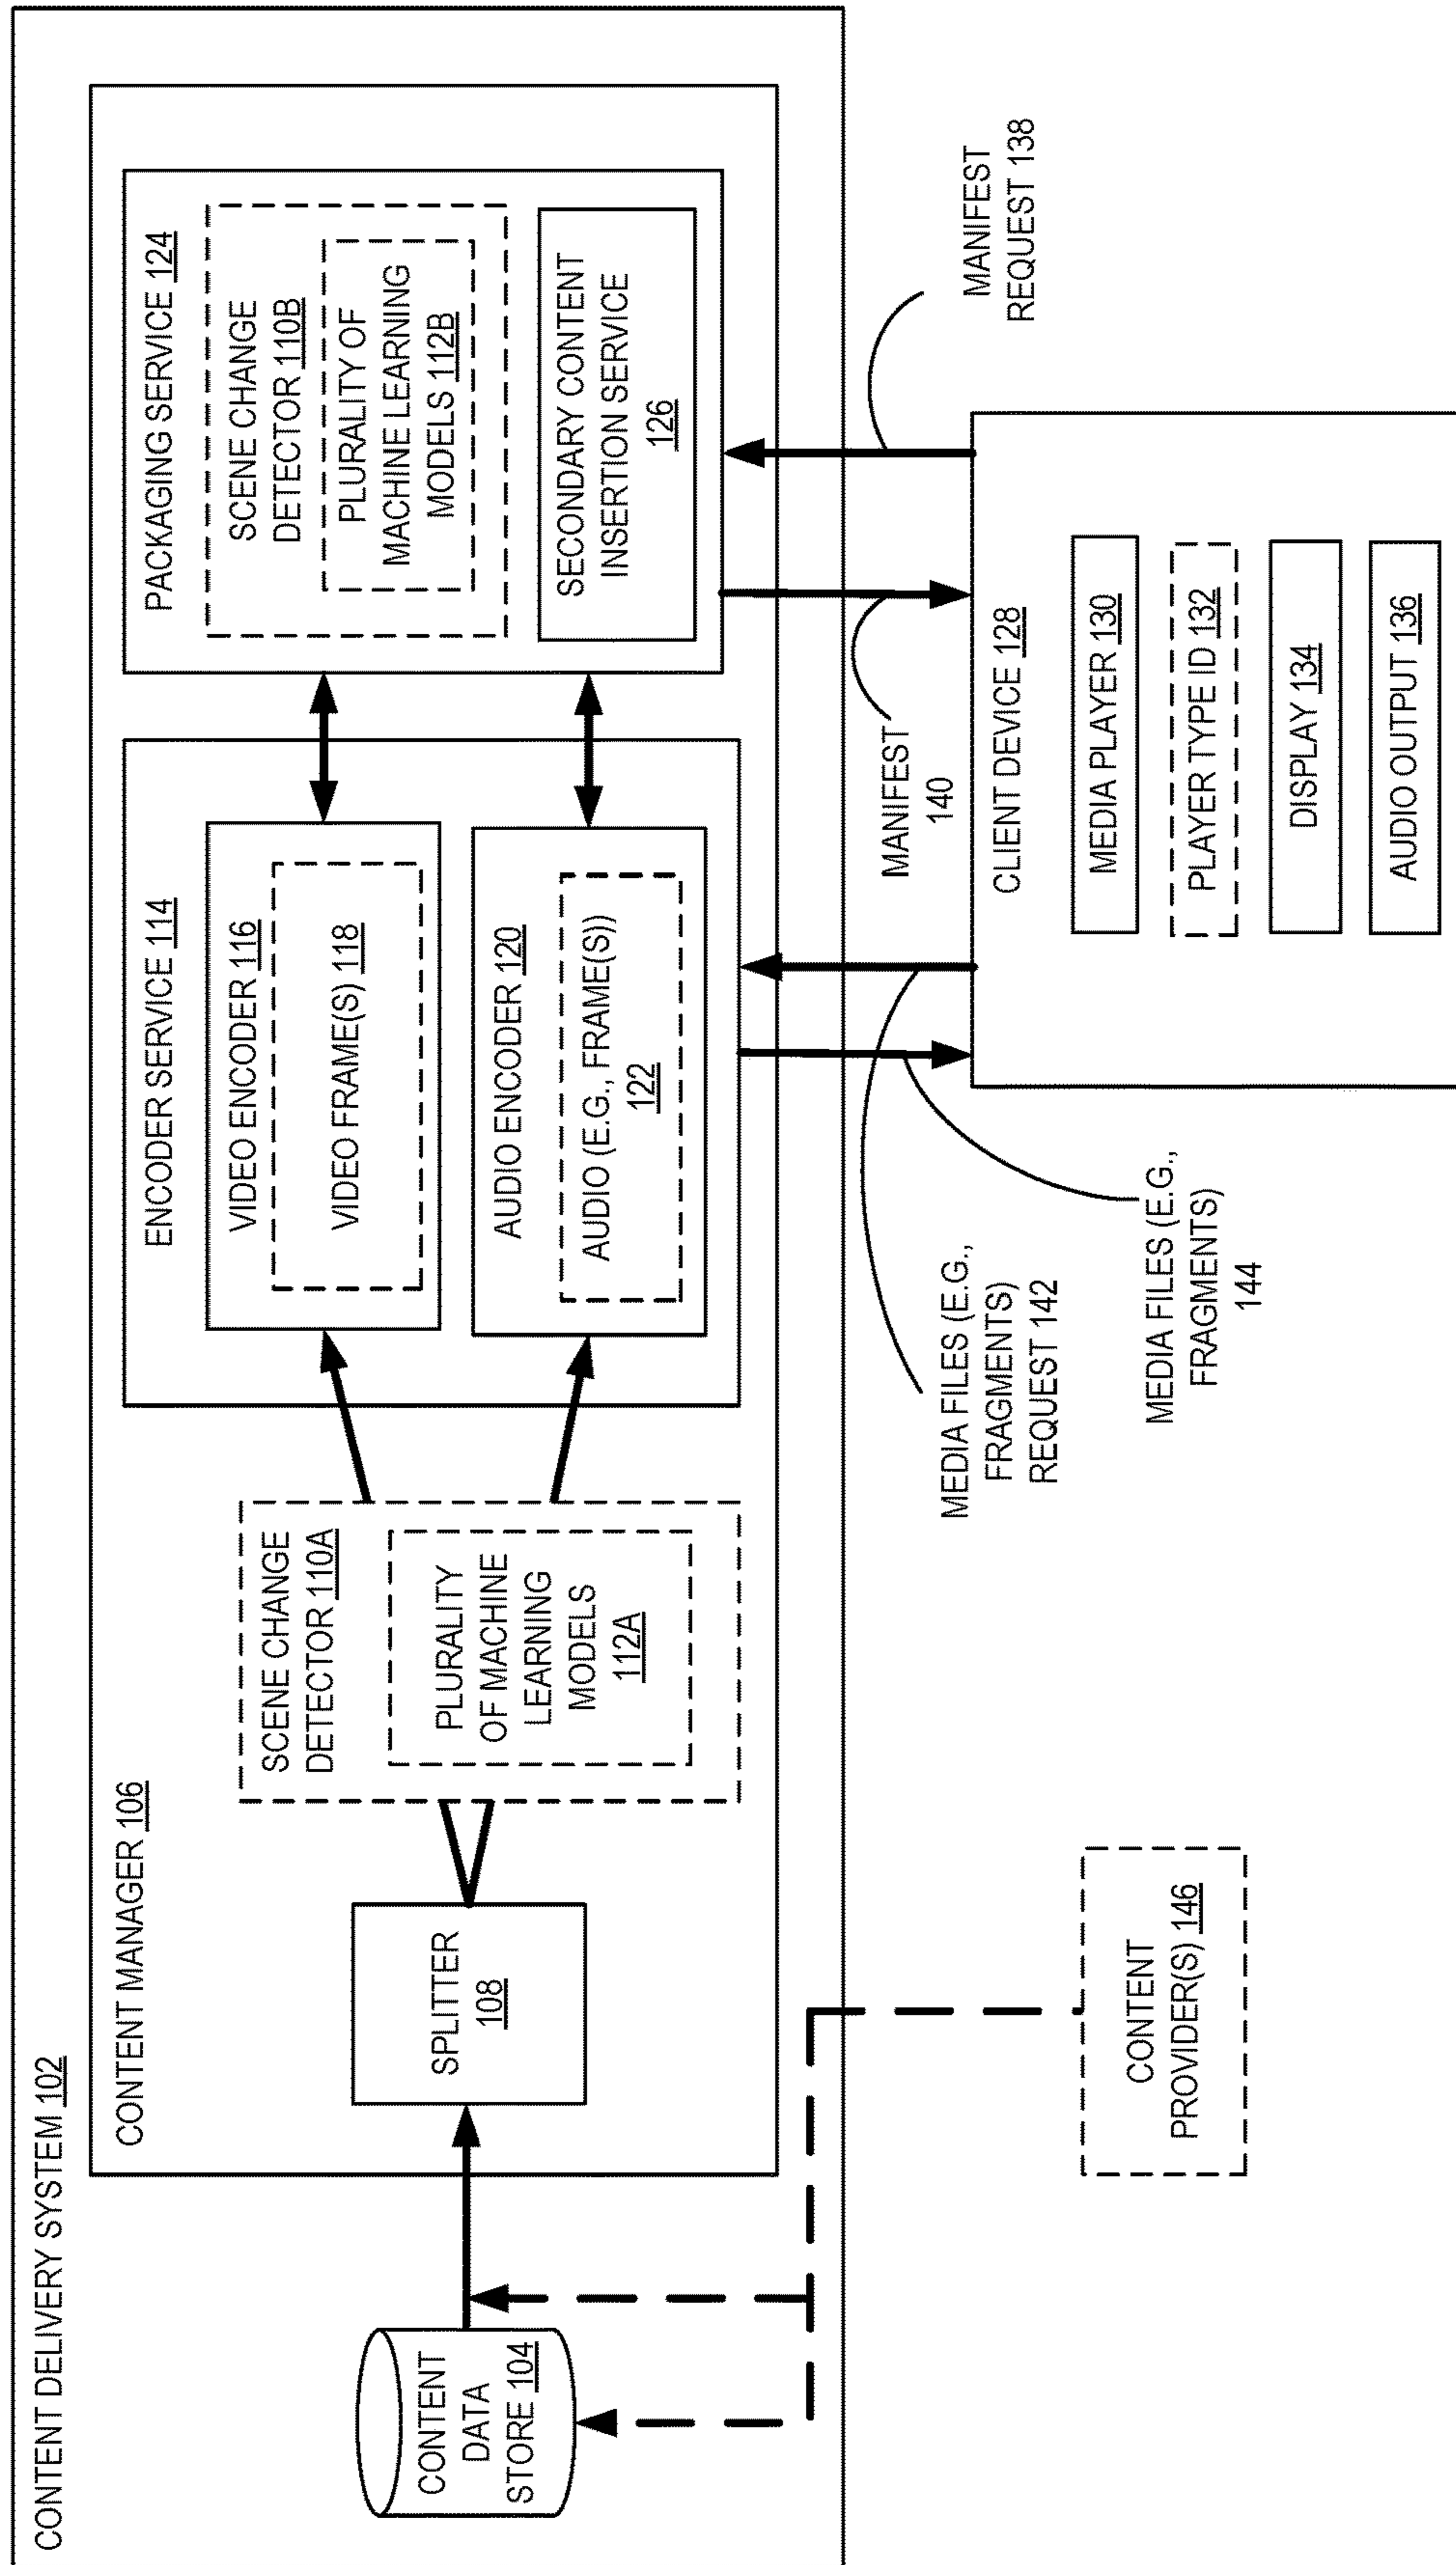 CONTENT DELIVERY SYSTEM 102
CONTENT MANAGER 106
CONTENT
DATA
STORE 104
SPLITTER
108
SCENE CHANGE
DETECTOR 110A
PLURALITY
OF MACHINE
LEARNING
MODELS
112A
ENCODER SERVICE 114
VIDEO ENCODER 116
VIDEO FRAME(S) 118
AUDIO ENCODER 120
AUDIO (E.G., FRAME(S))
122
PACKAGING SERVICE 124
SCENE CHANGE
DETECTOR 110B
PLURALITY OF
MACHINE LEARNING
MODELS 112B
SECONDARY CONTENT
INSERTION SERVICE
126
CONTENT
PROVIDER(S) 146
MEDIA FILES (E.G.,
FRAGMENTS)
REQUEST 142
MEDIA FILES (E.G.,
FRAGMENTS)
144
MANIFEST
140
MANIFEST
REQUEST 138
CLIENT DEVICE 128
MEDIA PLAYER 130
PLAYER TYPE ID 132
DISPLAY 134
AUDIO OUTPUT 136